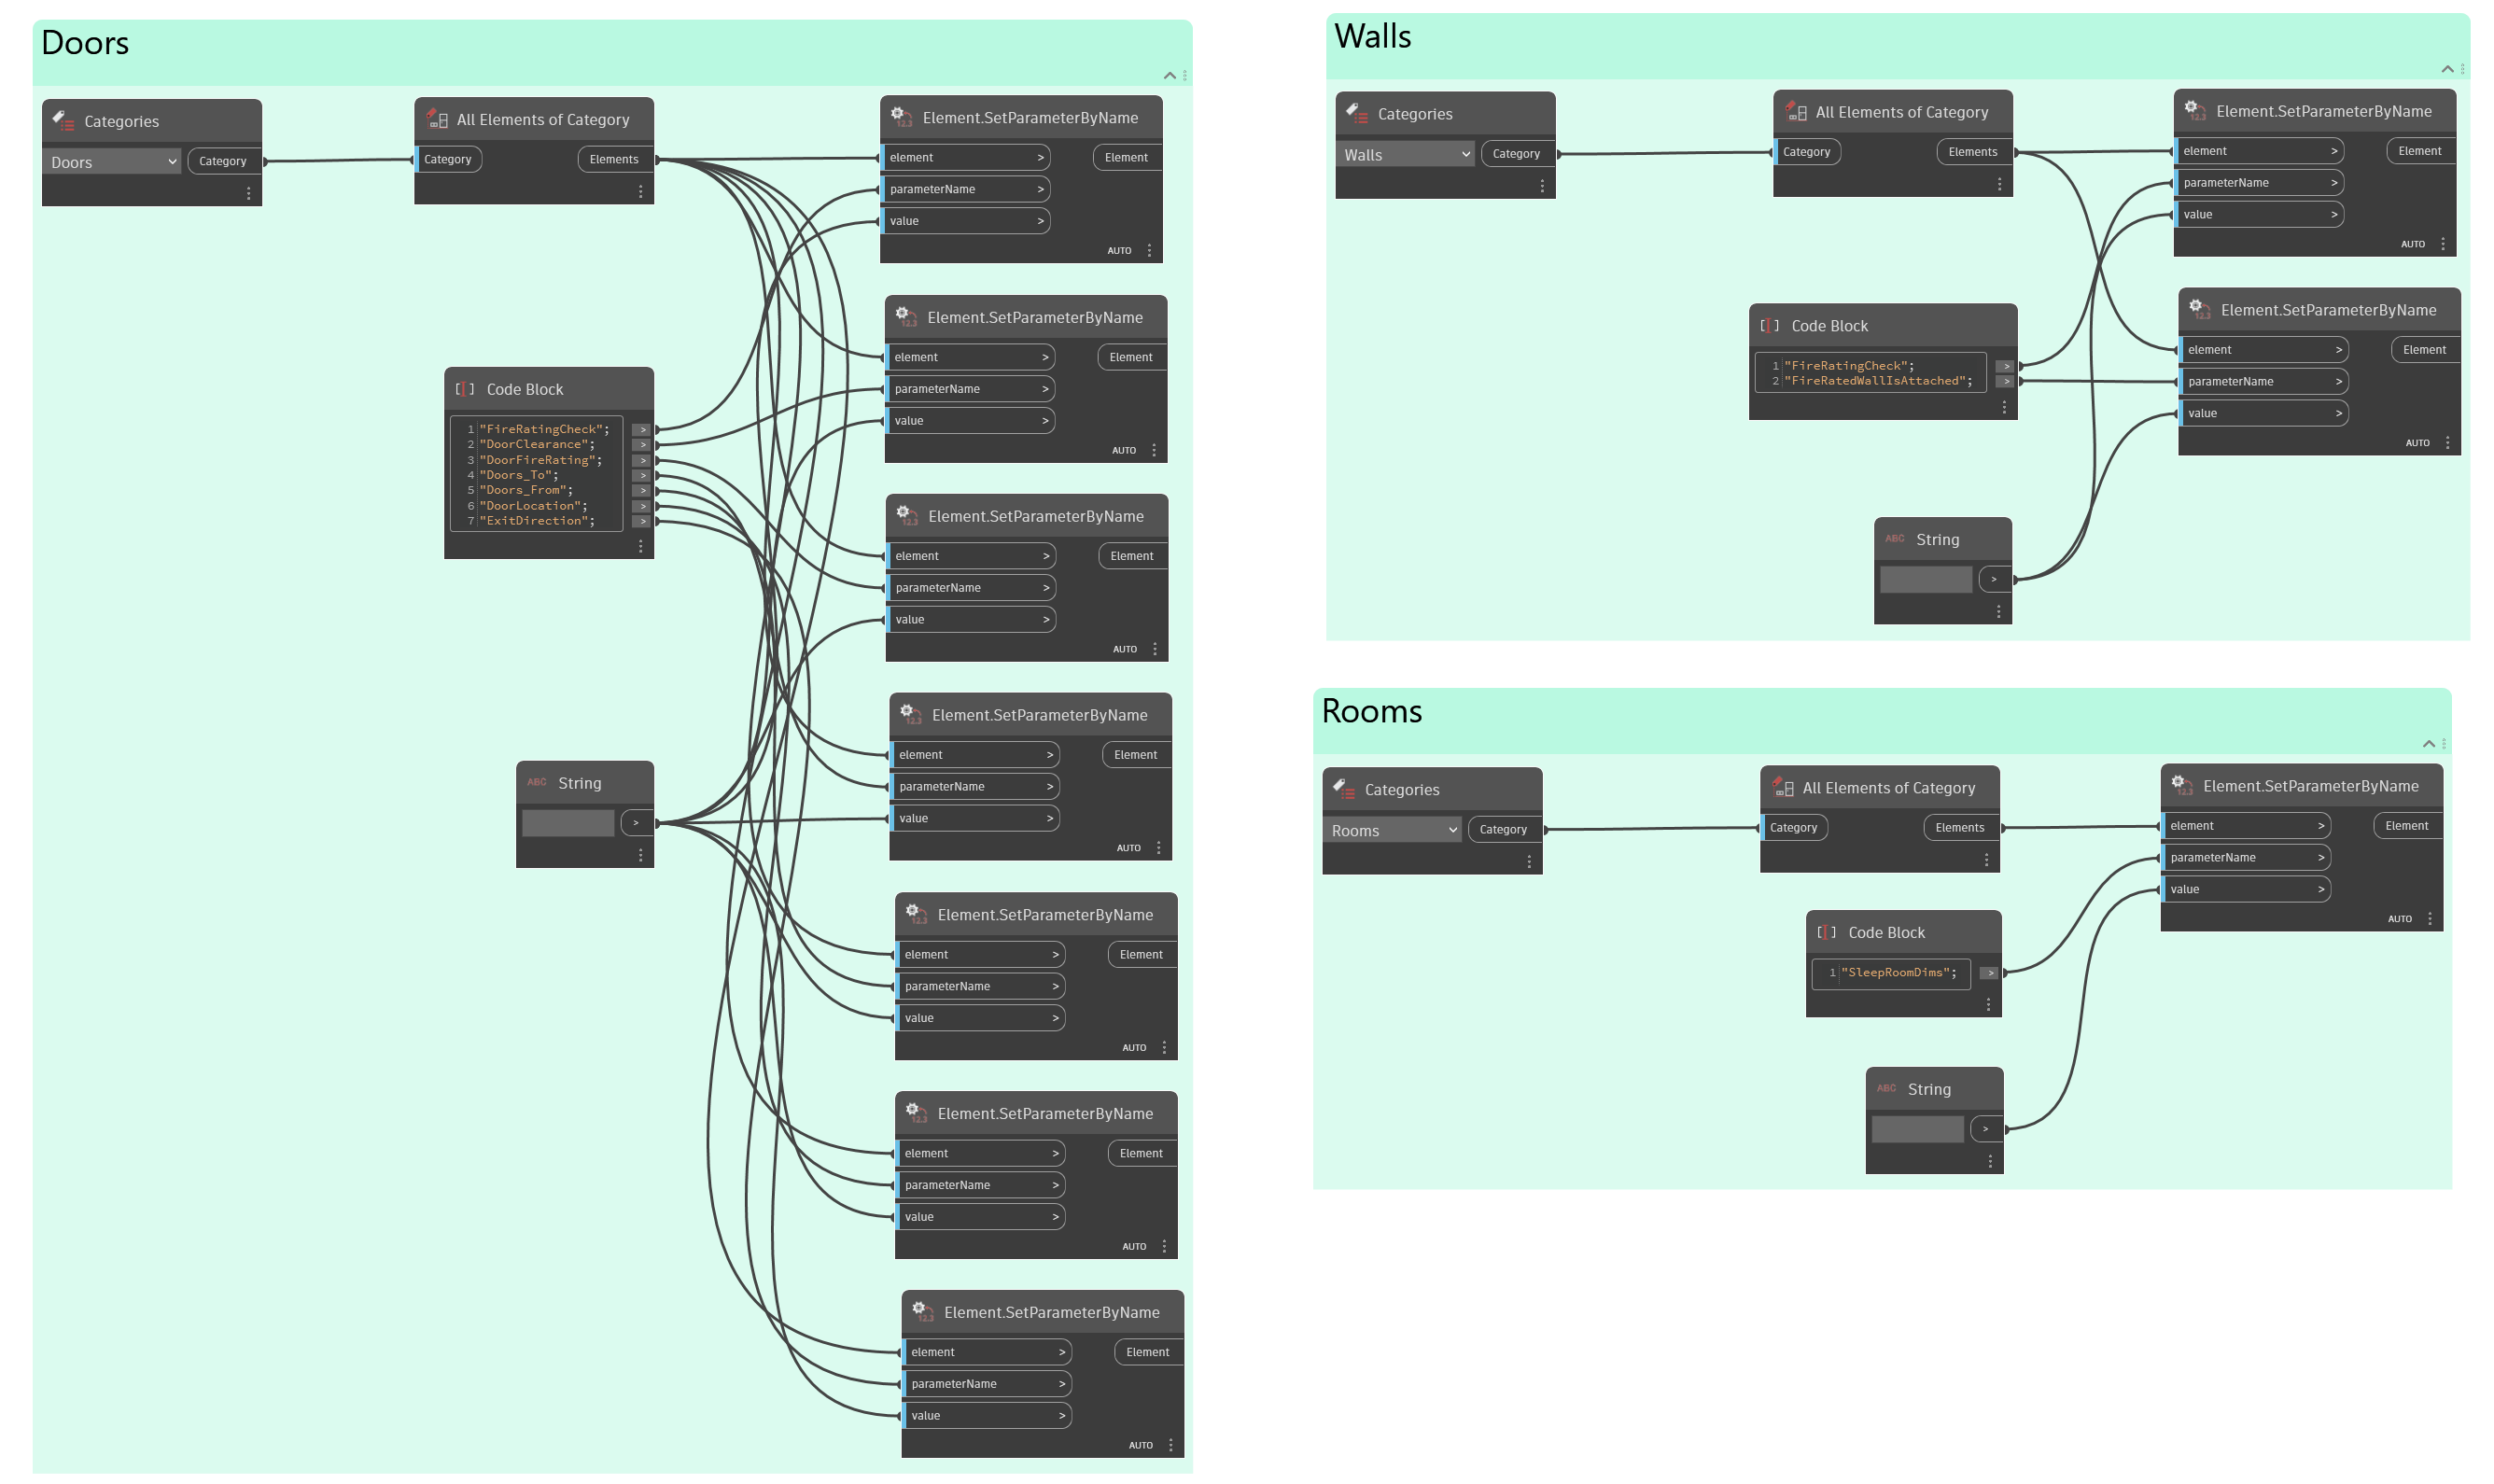 Doors
Categories
Doors
Category
All Elements of Category
Category
Elements
Element.SetParameterByName
element >
Element
parameterName >
value >
AUTO
Element.SetParameterByName
element >
Element
parameterName >
value >
AUTO
Code Block
1 "FireRatingCheck"; >
2 "DoorClearance"; >
3 "DoorFireRating"; >
4 "Doors_To"; >
5 "Doors_From"; >
6 "DoorLocation"; >
7 "ExitDirection"; >
Element.SetParameterByName
element >
Element
parameterName >
value >
AUTO
Element.SetParameterByName
element >
Element
parameterName >
value >
AUTO
ABC String
>
Element.SetParameterByName
element >
Element
parameterName >
value >
AUTO
Element.SetParameterByName
element >
Element
parameterName >
value >
AUTO
Element.SetParameterByName
element >
Element
parameterName >
value >
AUTO
Walls
Categories
Walls
Category
All Elements of Category
Category
Elements
Element.SetParameterByName
element >
Element
parameterName >
value >
AUTO
Code Block
1 "FireRatingCheck"; >
2 "FireRatedWallIsAttached"; >
Element.SetParameterByName
element >
Element
parameterName >
value >
AUTO
ABC String
>
Rooms
Categories
Rooms
Category
All Elements of Category
Category
Elements
Element.SetParameterByName
element >
Element
parameterName >
value >
AUTO
Code Block
1 "SleepRoomDims"; >
ABC String
>